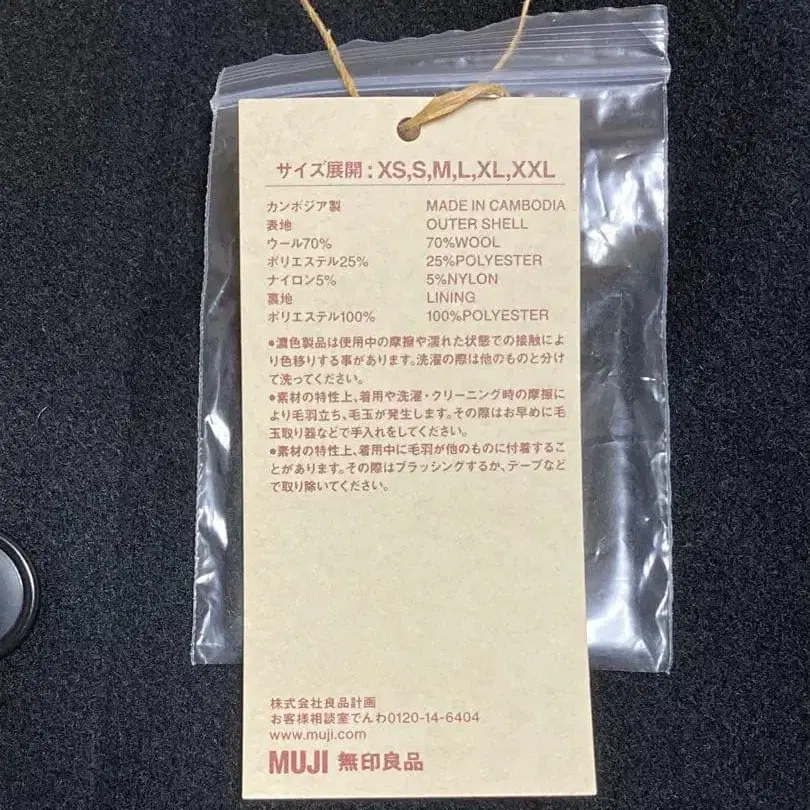 サイズ展開：XS,S,M,L,XL,XXL
カンボジア製 MADE IN CAMBODIA
表地 OUTER SHELL
ウール70% 70%WOOL
ポリエステル25% 25%POLYESTER
ナイロン5% 5%NYLON
裏地 LINING
ポリエステル100% 100%POLYESTER
●濃色製品は使用中の摩擦や濡れた状態での接触によ
り色移りする事があります。洗濯の際は他のものと分け
て洗ってください。
●素材の特性上、着用や洗濯・クリーニング時の摩擦に
より毛羽立ち、毛玉が発生します。その際はお早めに毛
玉取り器などで手入れをしてください。
●素材の特性上、着用中に毛羽が他のものに付着するこ
とがあります。その際はブラッシングするか、テープなど
で取り除いてください。
株式会社良品計画
お客様相談室でんわ0120-14-6404
www.muji.com
MUJI 無印良品